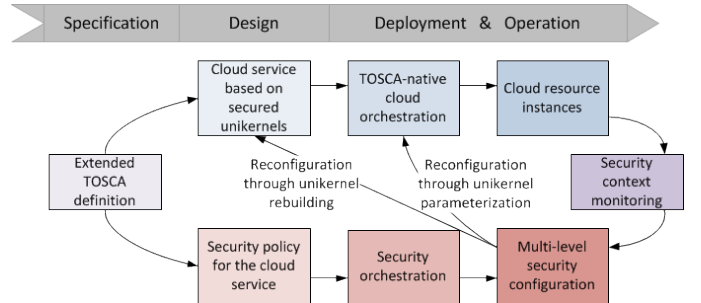 Specification
Design
Deployment & Operation
Cloud service
based on
secured
unikernels
TOSCA-native
cloud
orchestration
Cloud resource
instances
Extended
TOSCA
definition
Reconfiguration
through unikernel
rebuilding
Reconfiguration
through unikernel
parameterization
Security
context
monitoring
Security policy
for the cloud
service
Security
orchestration
Multi-level
security
configuration